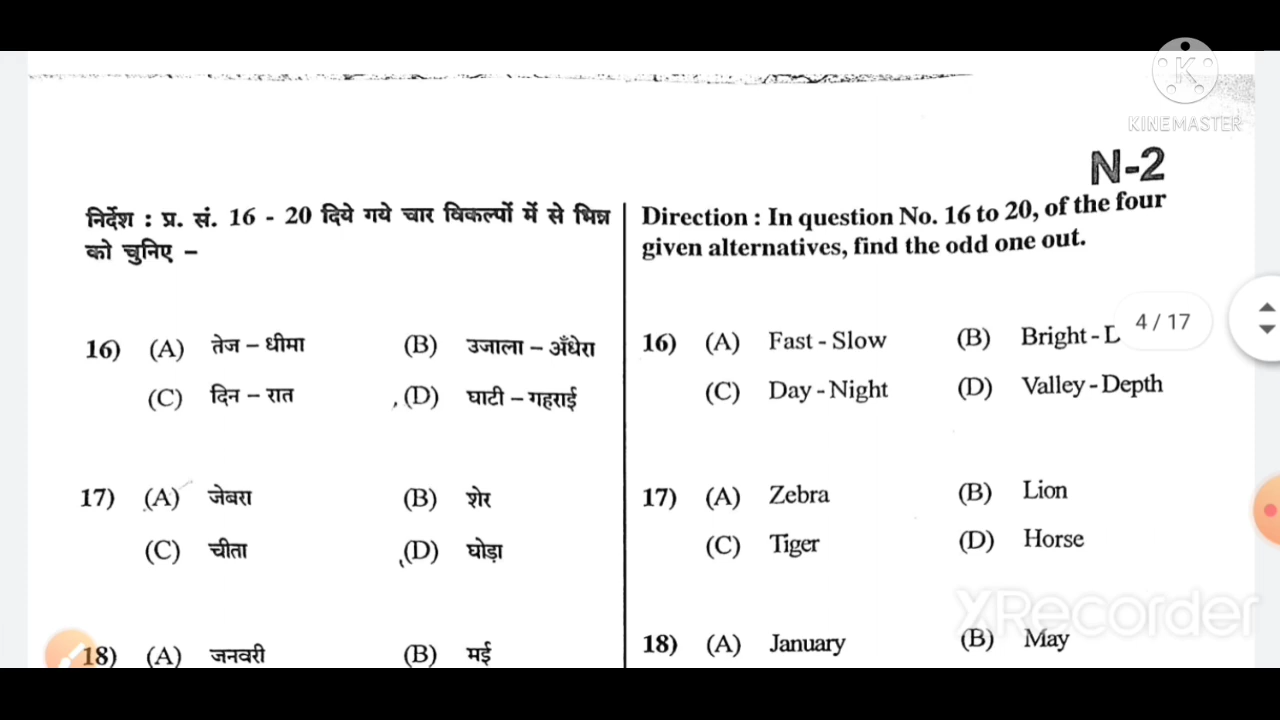 KINEMASTER
N-2
निर्देश : प्र. सं. 16 - 20 दिये गये चार विकल्पों में से भिन्न
को चुनिए –
16) (A) तेज – धीमा (B) उजाला – अँधेरा
(C) दिन – रात (D) घाटी – गहराई
17) (A) जेबरा (B) शेर
(C) चीता (D) घोड़ा
18) (A) जनवरी (B) मई
Direction : In question No. 16 to 20, of the four
given alternatives, find the odd one out.
16) (A) Fast - Slow (B) Bright -
4 / 17
(C) Day - Night (D) Valley - Depth
17) (A) Zebra (B) Lion
(C) Tiger (D) Horse
XRecorder
18) (A) January (B) May